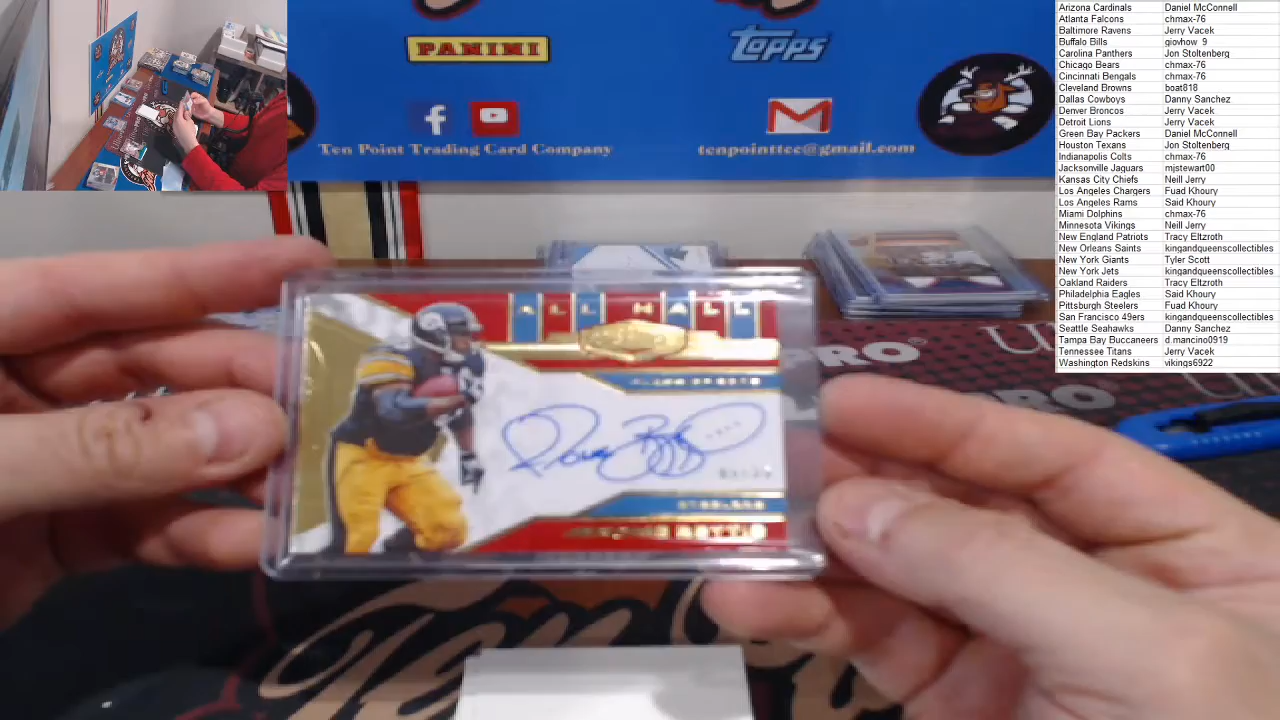 PANINI
Topps
Ten Point Trading Card Company
tenpointtcc@gmail.com
Arizona Cardinals Daniel McConnell
Atlanta Falcons chmax-76
Baltimore Ravens Jerry Vacek
Buffalo Bills giovhow_9
Carolina Panthers Jon Stoltenberg
Chicago Bears chmax-76
Cincinnati Bengals chmax-76
Cleveland Browns boat818
Dallas Cowboys Danny Sanchez
Denver Broncos Jerry Vacek
Detroit Lions Jerry Vacek
Green Bay Packers Daniel McConnell
Houston Texans Jon Stoltenberg
Indianapolis Colts chmax-76
Jacksonville Jaguars mjstewart00
Kansas City Chiefs Neill Jerry
Los Angeles Chargers Fuad Khoury
Los Angeles Rams Said Khoury
Miami Dolphins chmax-76
Minnesota Vikings Neill Jerry
New England Patriots Tracy Eltzroth
New Orleans Saints kingandqueenscollectibles
New York Giants Tyler Scott
New York Jets kingandqueenscollectibles
Oakland Raiders Tracy Eltzroth
Philadelphia Eagles Said Khoury
Pittsburgh Steelers Fuad Khoury
San Francisco 49ers kingandqueenscollectibles
Seattle Seahawks Danny Sanchez
Tampa Bay Buccaneers d.mancino0919
Tennessee Titans Jerry Vacek
Washington Redskins vikings6922
ALL HALL
STEELERS
JEROME BETTIS
PRO